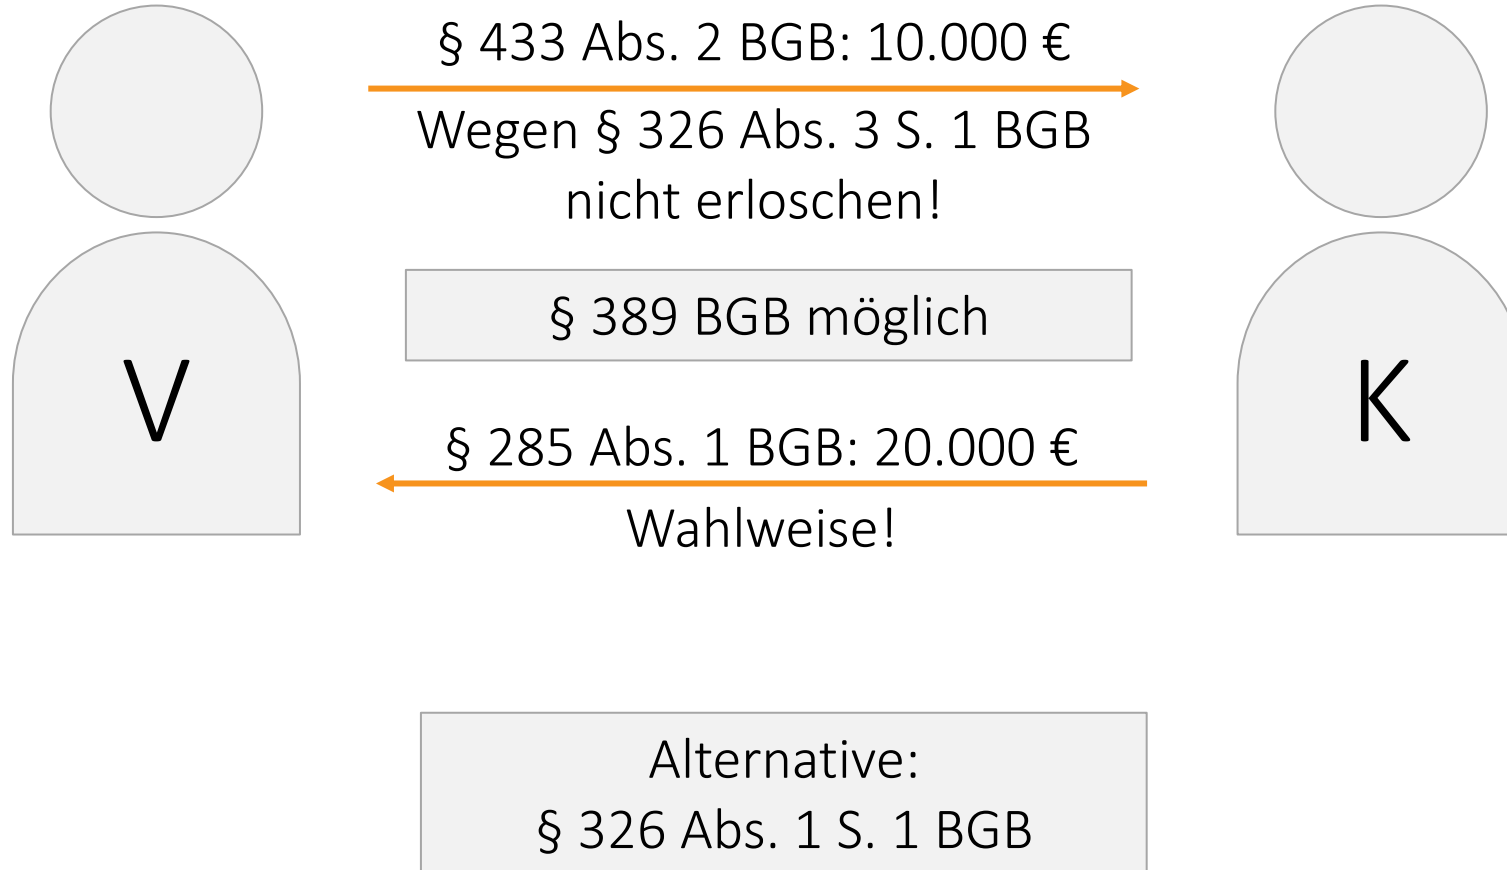 § 433 Abs. 2 BGB: 10.000 €
Wegen § 326 Abs. 3 S. 1 BGB
nicht erloschen!
§ 389 BGB möglich
V
K
§ 285 Abs. 1 BGB: 20.000 €
Wahlweise!
Alternative:
§ 326 Abs. 1 S. 1 BGB